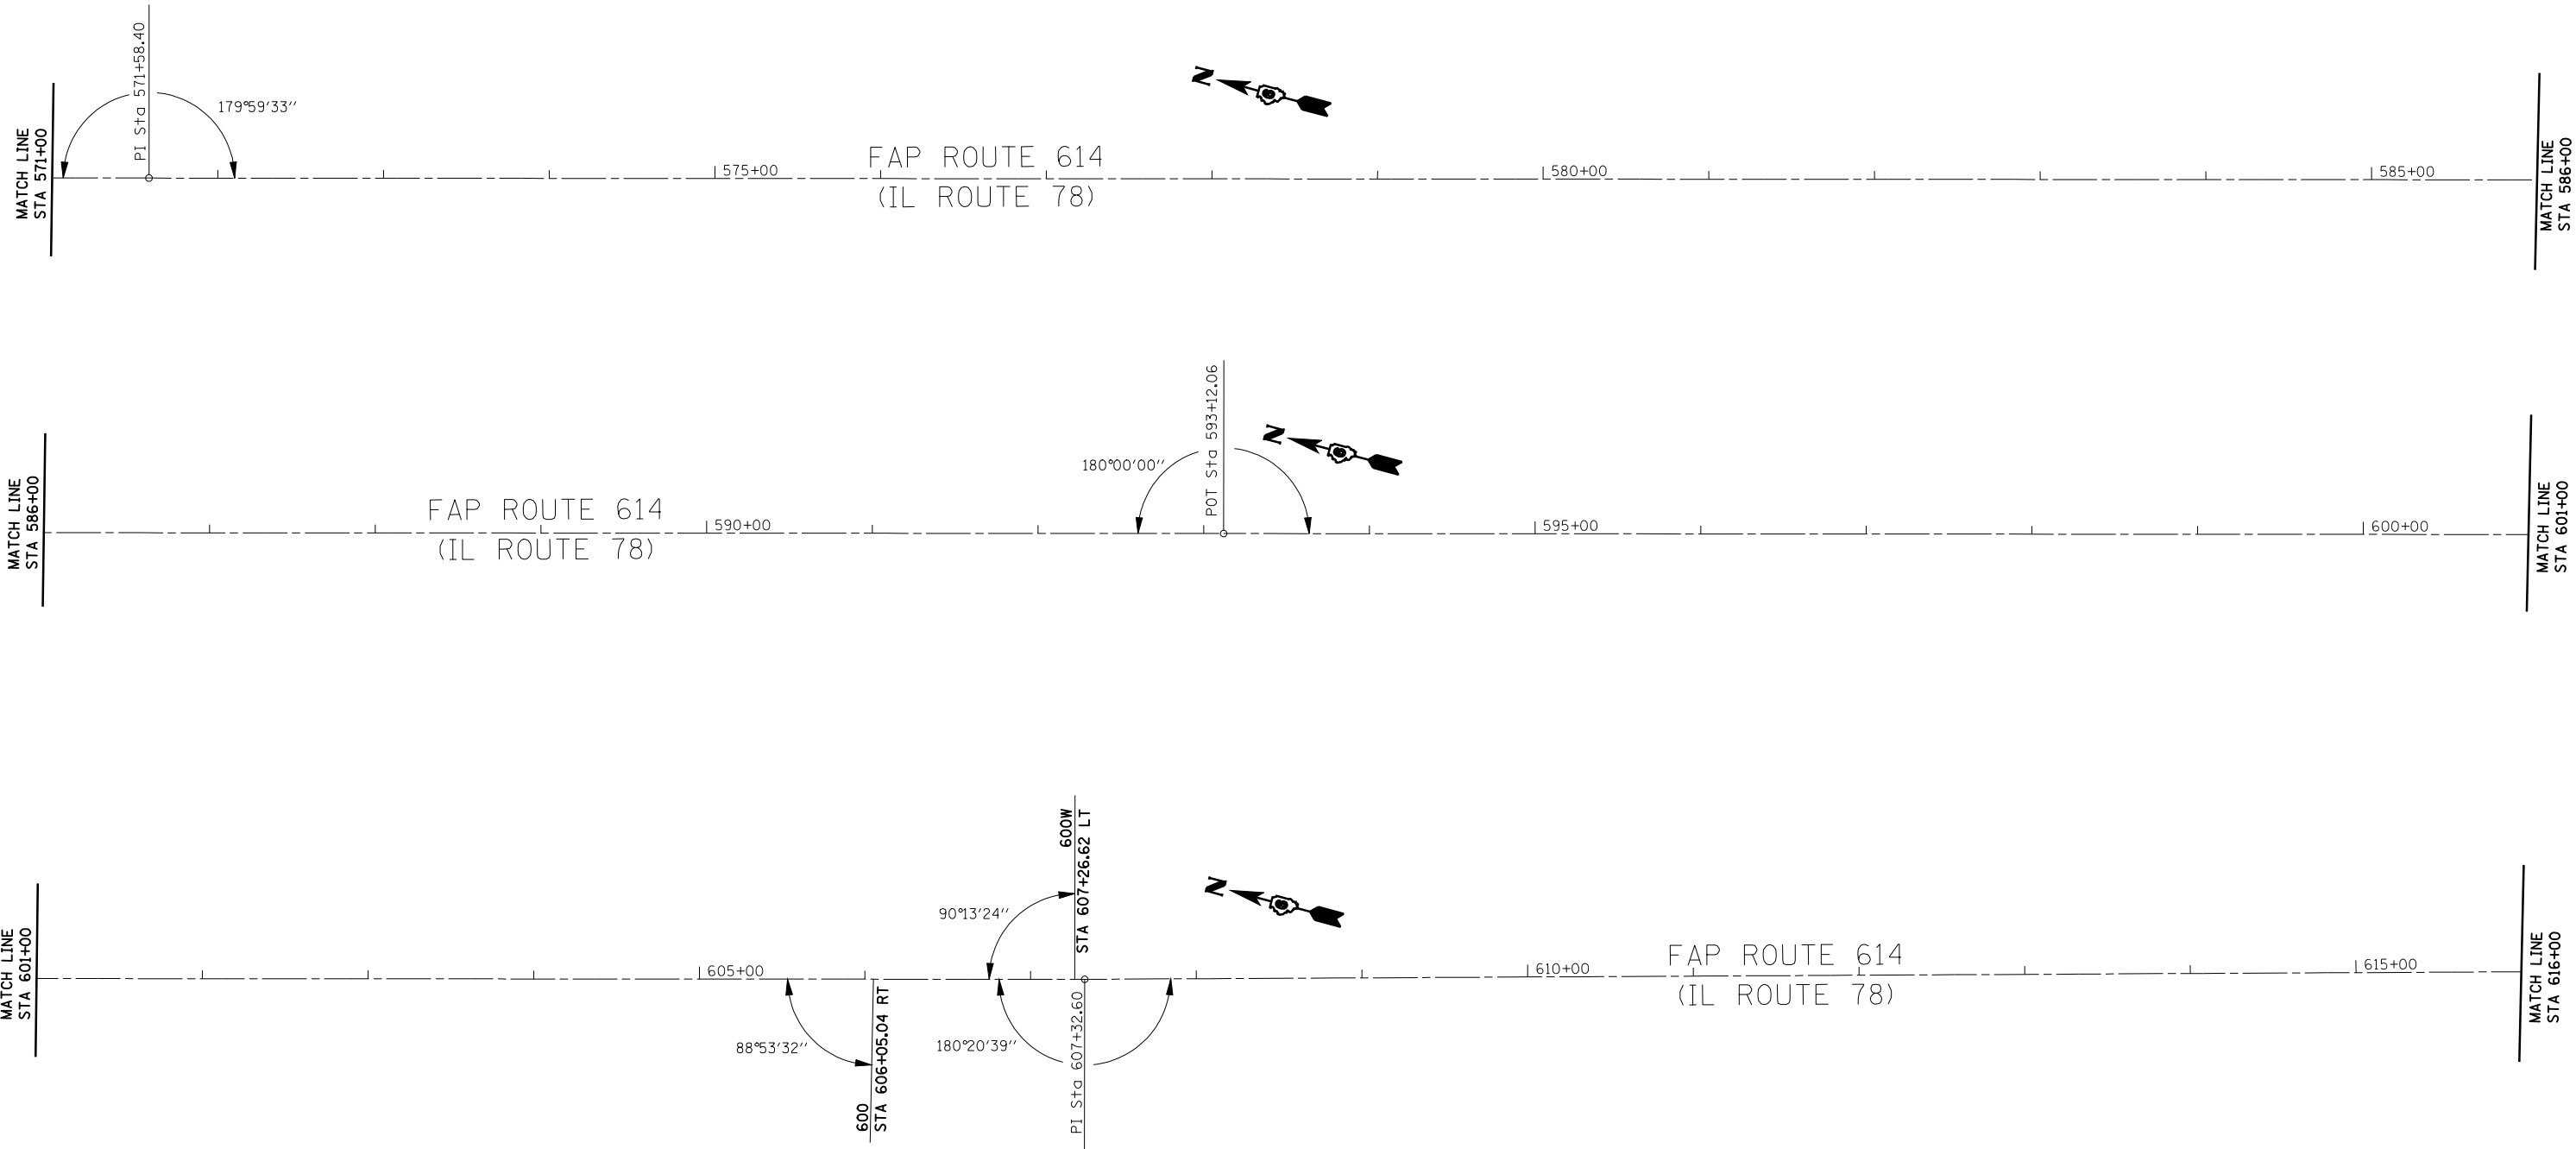 MATCH LINE
STA 571+00
PI Sta 571+58.40
179°59'33''
FAP ROUTE 614
(IL ROUTE 78)
575+00
N
580+00
585+00
MATCH LINE
STA 586+00
MATCH LINE
STA 586+00
FAP ROUTE 614
(IL ROUTE 78)
590+00
180°00'00''
POT Sta 593+12.06
N
595+00
600+00
MATCH LINE
STA 601+00
MATCH LINE
STA 601+00
605+00
88°53'32''
600
STA 606+05.04 RT
90°13'24''
600W
STA 607+26.62 LT
180°20'39''
PI Sta 607+32.60
N
610+00
FAP ROUTE 614
(IL ROUTE 78)
615+00
MATCH LINE
STA 616+00